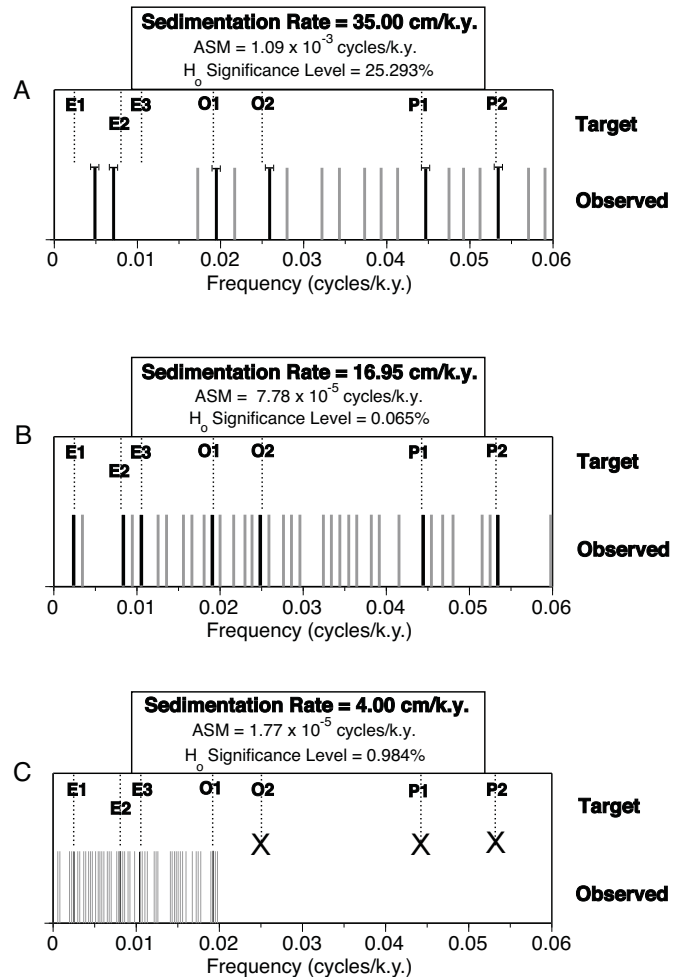 Sedimentation Rate = 35.00 cm/k.y.
ASM = 1.09 x 10⁻³ cycles/k.y.
Hₒ Significance Level = 25.293%
A
E1 E2 E3 O1 O2 P1 P2
Target
Observed
0 0.01 0.02 0.03 0.04 0.05 0.06
Frequency (cycles/k.y.)
Sedimentation Rate = 16.95 cm/k.y.
ASM = 7.78 x 10⁻⁵ cycles/k.y.
Hₒ Significance Level = 0.065%
B
E1 E2 E3 O1 O2 P1 P2
Target
Observed
0 0.01 0.02 0.03 0.04 0.05 0.06
Frequency (cycles/k.y.)
Sedimentation Rate = 4.00 cm/k.y.
ASM = 1.77 x 10⁻⁵ cycles/k.y.
Hₒ Significance Level = 0.984%
C
E1 E2 E3 O1 O2 P1 P2
Target
X X X
Observed
0 0.01 0.02 0.03 0.04 0.05 0.06
Frequency (cycles/k.y.)